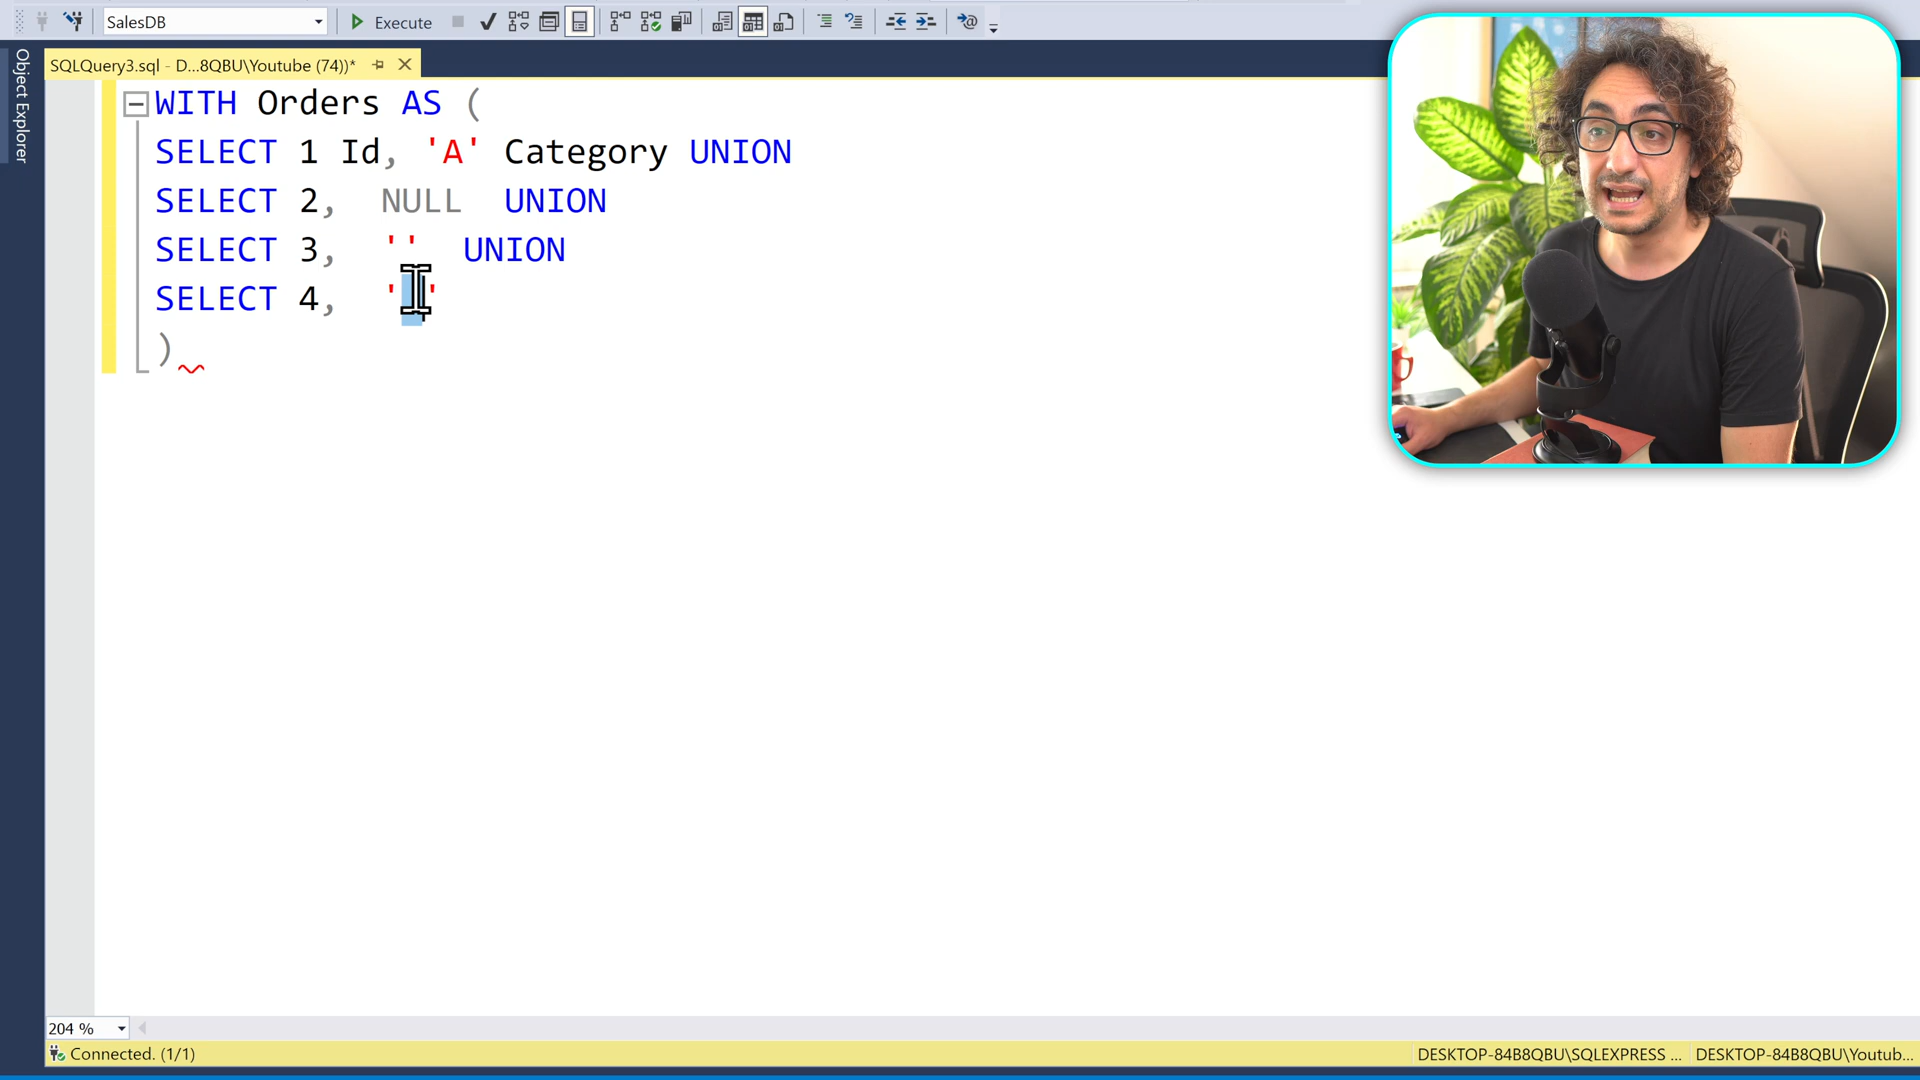 SalesDB
Execute
Object Explorer
SQLQuery3.sql - D...8QBU\Youtube (74))*
WITH Orders AS (
SELECT 1 Id, 'A' Category UNION
SELECT 2, NULL UNION
SELECT 3, '' UNION
SELECT 4, ' '
)
204 %
Connected. (1/1)
DESKTOP-84B8QBU\SQLEXPRESS ...
DESKTOP-84B8QBU\Youtub...